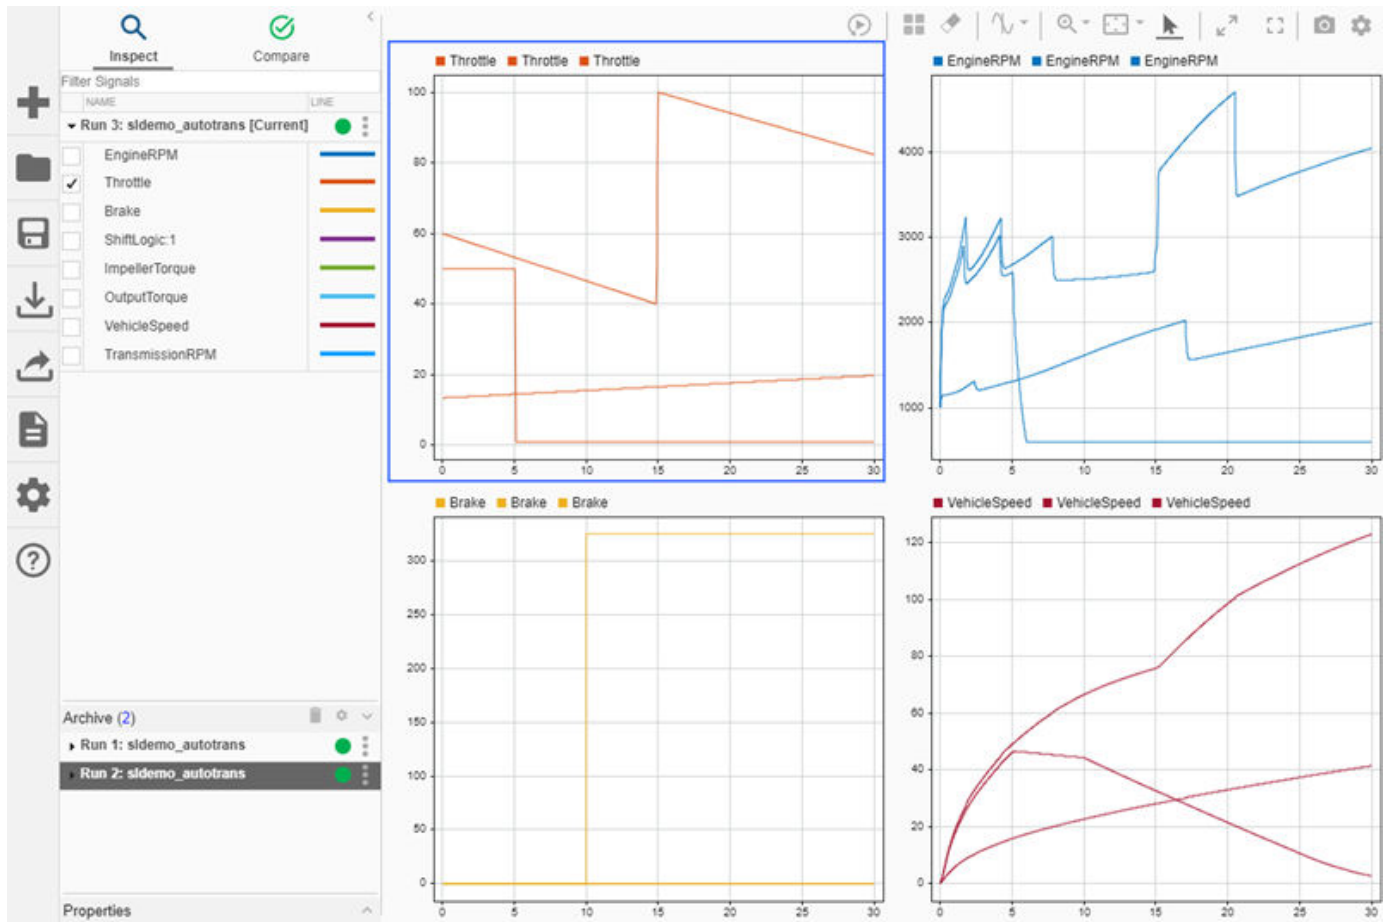 Inspect
Compare
Filter Signals
NAME LINE
Run 3: sldemo_autotrans [Current]
EngineRPM
Throttle
Brake
ShiftLogic:1
ImpellerTorque
OutputTorque
VehicleSpeed
TransmissionRPM
Archive (2)
Run 1: sldemo_autotrans
Run 2: sldemo_autotrans
Properties
Throttle Throttle Throttle
100
80
60
40
20
0
0 5 10 15 20 25 30
EngineRPM EngineRPM EngineRPM
4000
3000
2000
1000
0 5 10 15 20 25 30
Brake Brake Brake
300
250
200
150
100
50
0
0 5 10 15 20 25 30
VehicleSpeed VehicleSpeed VehicleSpeed
120
100
80
60
40
20
0
0 5 10 15 20 25 30